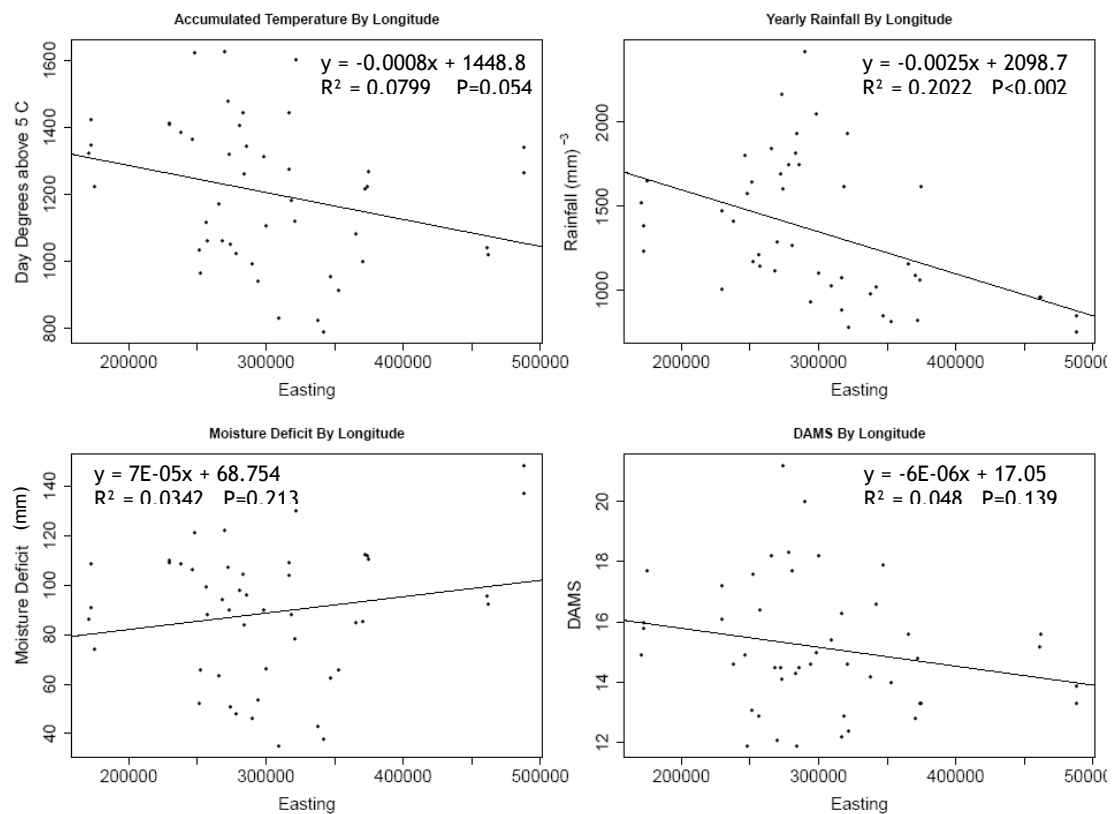 Accumulated Temperature By Longitude
y = -0.0008x + 1448.8
R² = 0.0799 P=0.054
Day Degrees above 5 C
1600
1400
1200
1000
800
200000 300000 400000 500000
Easting
Yearly Rainfall By Longitude
y = -0.0025x + 2098.7
R² = 0.2022 P<0.002
Rainfall (mm) ⁻³
2000
1500
1000
200000 300000 400000 50000
Easting
Moisture Deficit By Longitude
y = 7E-05x + 68.754
R² = 0.0342 P=0.213
Moisture Deficit (mm)
140
120
100
80
60
40
200000 300000 400000 500000
Easting
DAMS By Longitude
y = -6E-06x + 17.05
R² = 0.048 P=0.139
DAMS
20
18
16
14
12
200000 300000 400000 50000
Easting